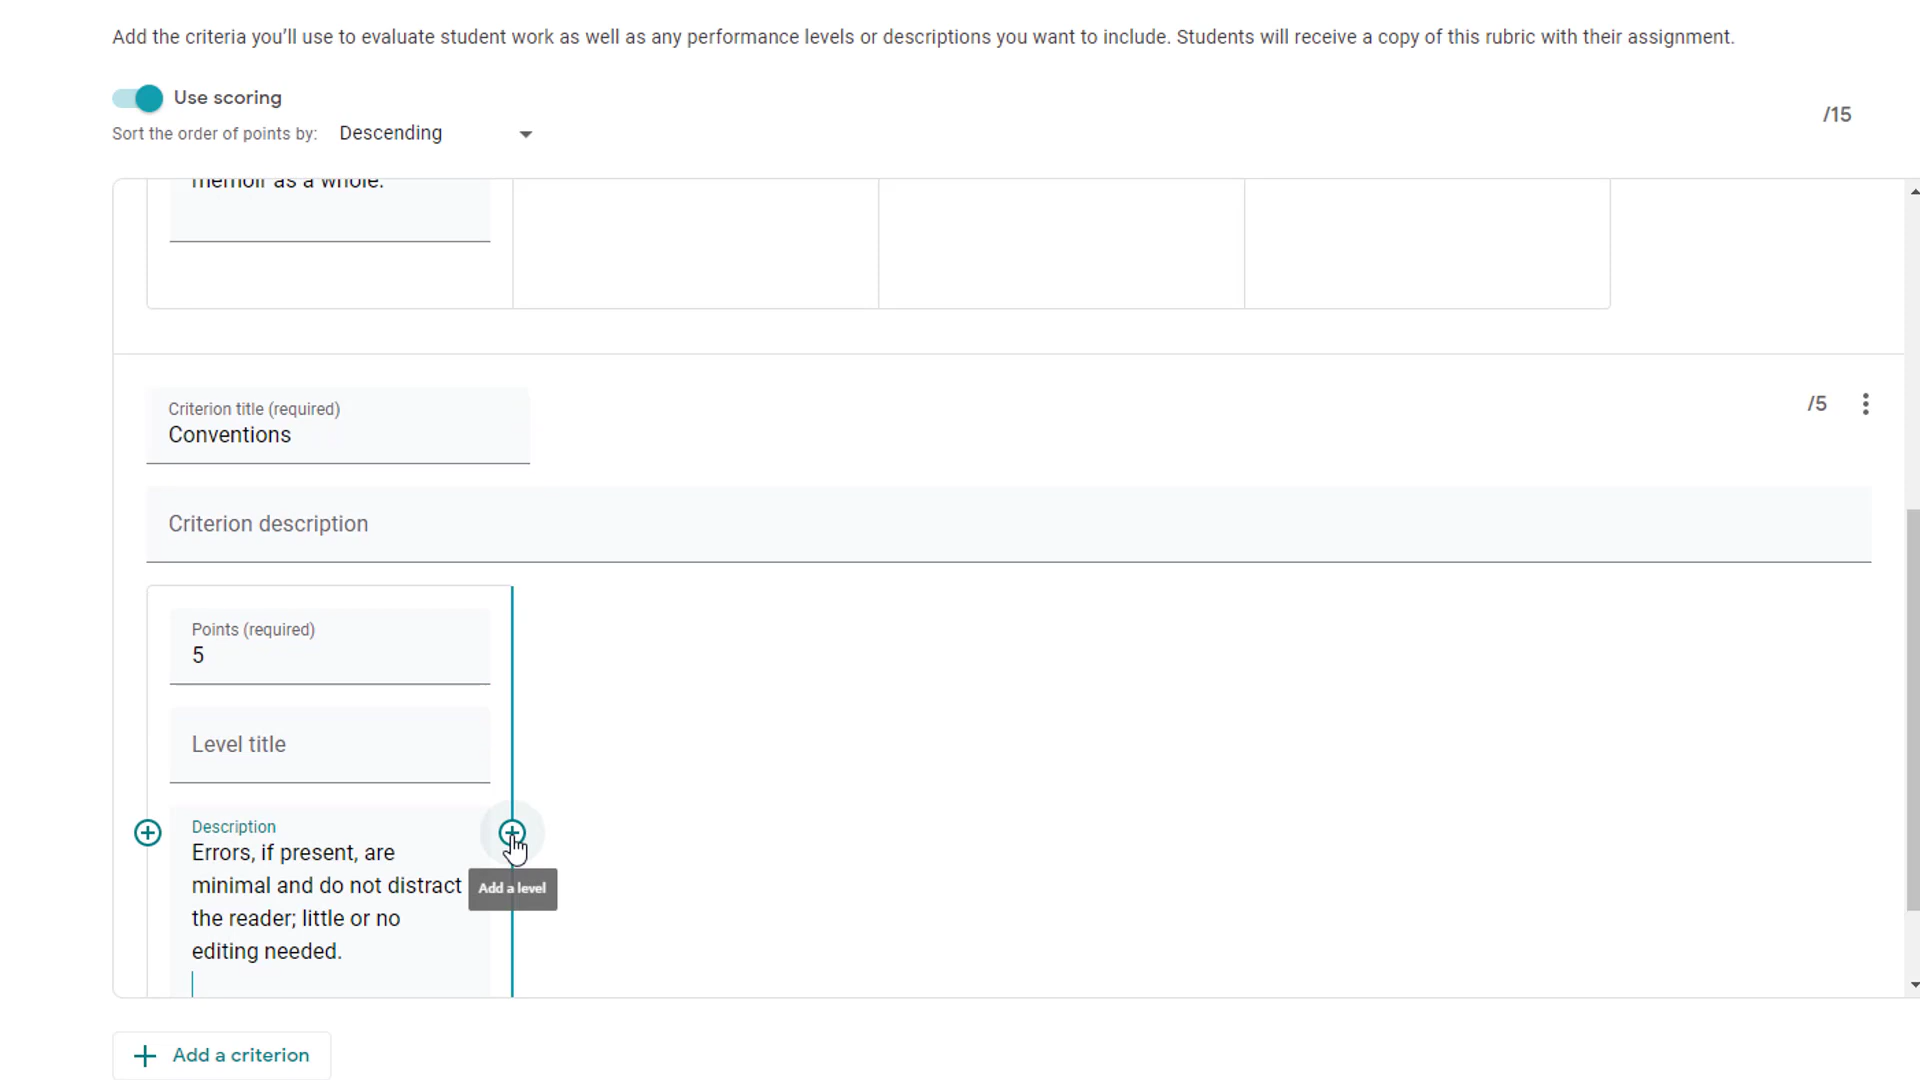 Add the criteria you’ll use to evaluate student work as well as any performance levels or descriptions you want to include. Students will receive a copy of this rubric with their assignment.
Use scoring
/15
Sort the order of points by: Descending
memoir as a whole.
Criterion title (required)
/5
Conventions
Criterion description
Points (required)
5
Level title
Description
Errors, if present, are
minimal and do not distract
the reader; little or no
editing needed.
Add a level
Add a criterion